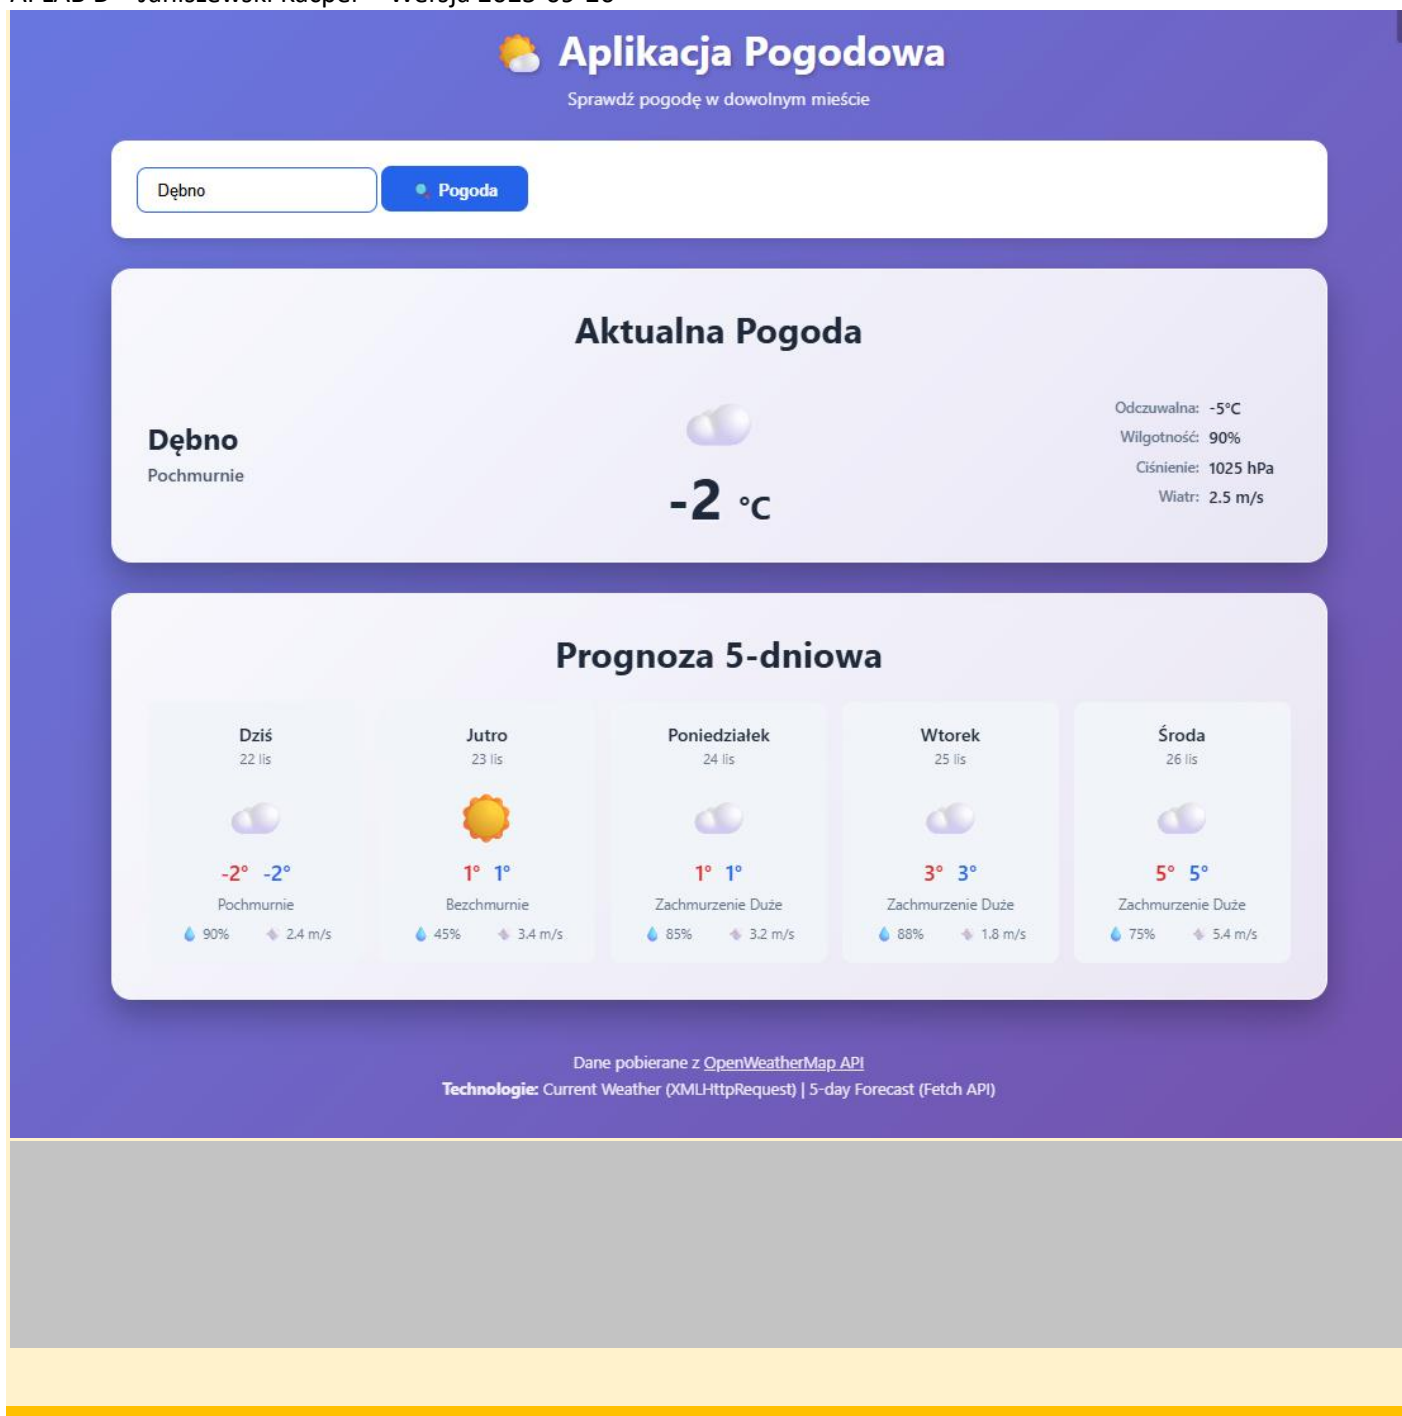 Aplikacja Pogodowa
Sprawdź pogodę w dowolnym mieście
Dębno
Pogoda
Aktualna Pogoda
Dębno
Pochmurnie
-2 °C
Odczuwalna: -5°C
Wilgotność: 90%
Ciśnienie: 1025 hPa
Wiatr: 2.5 m/s
Prognoza 5-dniowa
Dziś
22 lis
-2° -2°
Pochmurnie
90% 2.4 m/s
Jutro
23 lis
1° 1°
Bezchmurnie
45% 3.4 m/s
Poniedziałek
24 lis
1° 1°
Zachmurzenie Duże
85% 3.2 m/s
Wtorek
25 lis
3° 3°
Zachmurzenie Duże
88% 1.8 m/s
Środa
26 lis
5° 5°
Zachmurzenie Duże
75% 5.4 m/s
Dane pobierane z OpenWeatherMap API
Technologie: Current Weather (XMLHttpRequest) | 5-day Forecast (Fetch API)